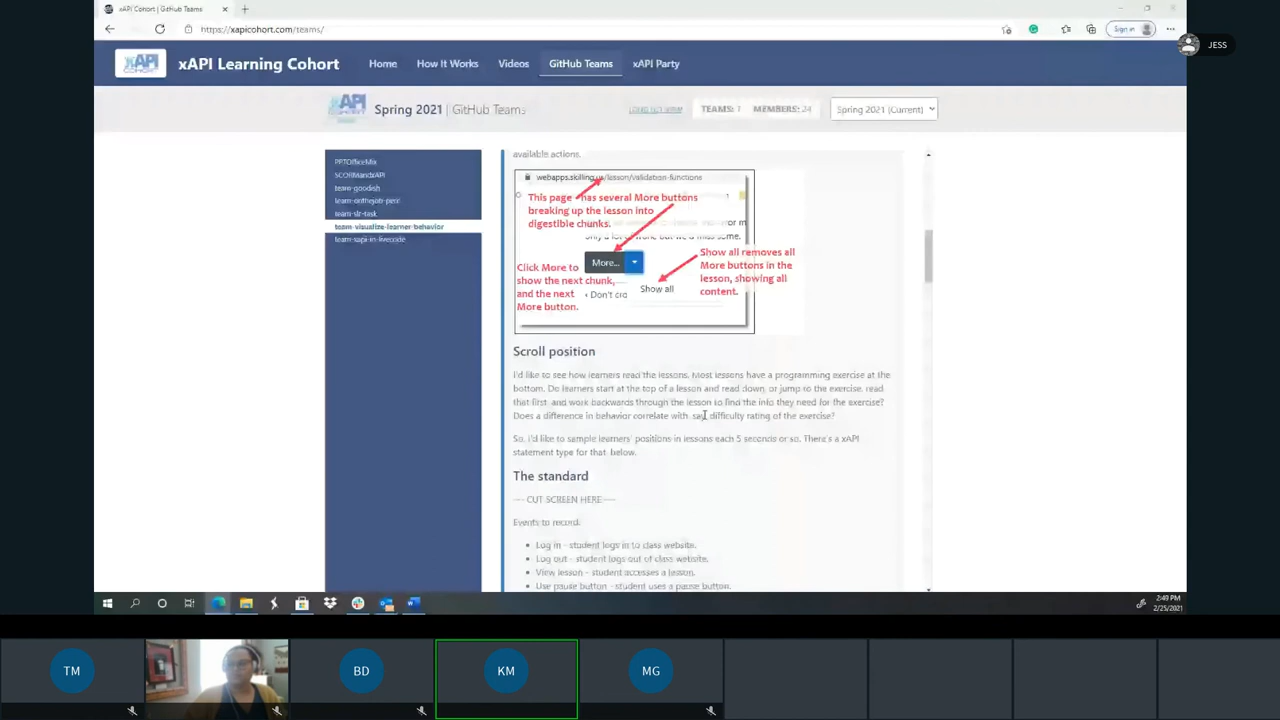 xAPI Cohort | GitHub Teams
https://xapicohort.com/teams/
Sign in
JESS
xAPI
COHORT
xAPI Learning Cohort
Home
How It Works
Videos
GitHub Teams
xAPI Party
xAPI
Spring 2021 | GitHub Teams
TEAMS: 7
MEMBERS: 24
Spring 2021 (Current)
PPTOfficeMix
SCORMandxAPI
team-goodish
team-onthejob-perf
team-slr-task
team-visualize-learner-behavior
team-xapi-in-livecode
available actions.
webapps.skilling.us/lesson/validation-functions
This page has several More buttons
breaking up the lesson into
digestible chunks.
More...
Click More to
show the next chunk,
and the next
More button.
Show all
‹ Don't cro
Show all removes all
More buttons in the
lesson, showing all
content.
Scroll position
I'd like to see how learners read the lessons. Most lessons have a programming exercise at the
bottom. Do learners start at the top of a lesson and read down, or jump to the exercise, read
that first, and work backwards through the lesson to find the info they need for the exercise?
Does a difference in behavior correlate with, say difficulty rating of the exercise?
So, I'd like to sample learners' positions in lessons each 5 seconds or so. There's a xAPI
statement type for that below.
The standard
---- CUT SCREEN HERE ----
Events to record.
Log in - student logs in to class website.
Log out - student logs out of class website.
View lesson - student accesses a lesson.
Use pause button - student uses a pause button.
2:49 PM
2/25/2021
TM
BD
KM
MG